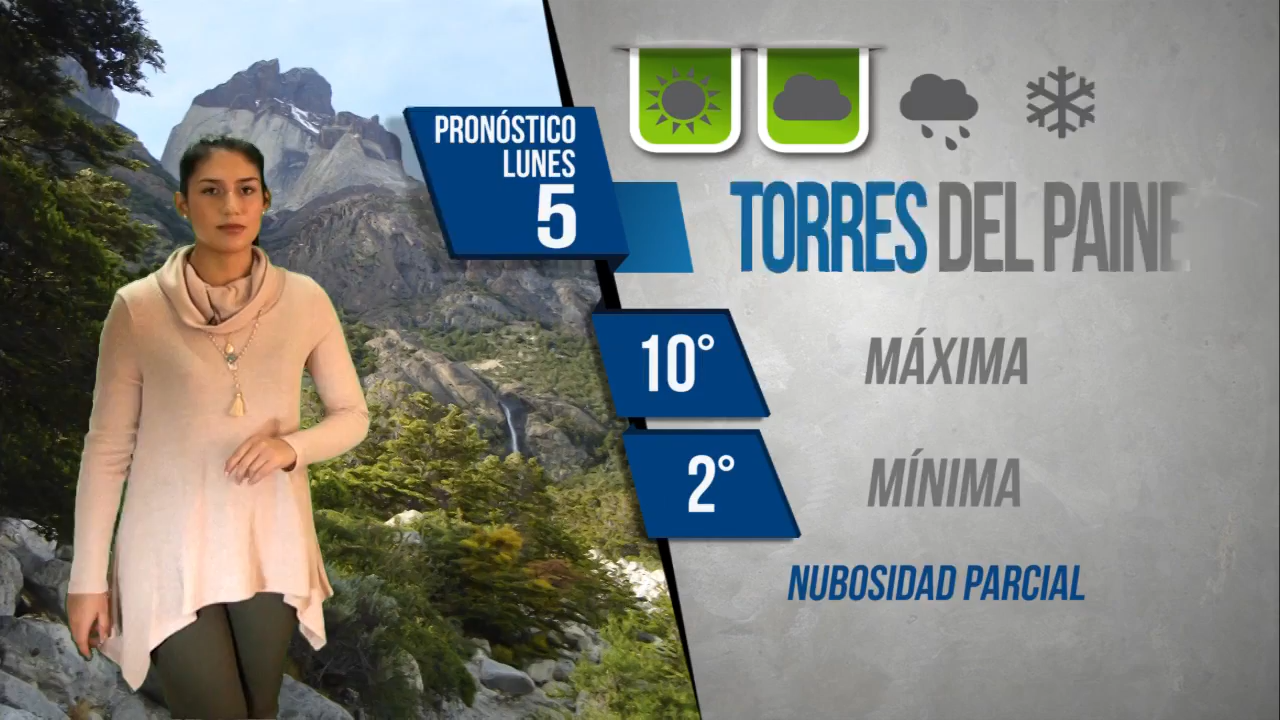 PRONÓSTICO
LUNES
5
TORRES DEL PAINE
10° MÁXIMA
2° MÍNIMA
NUBOSIDAD PARCIAL